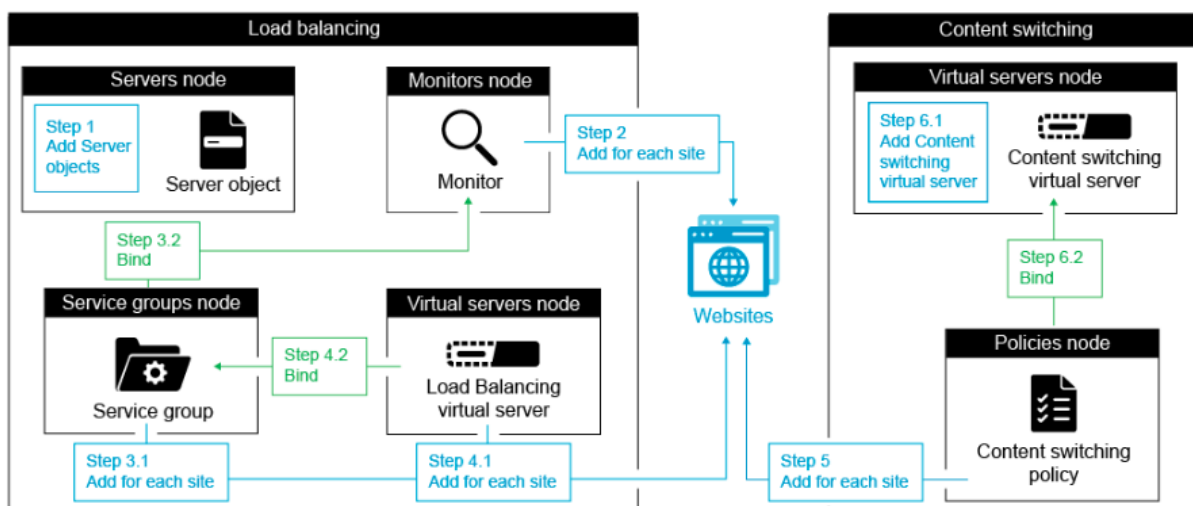 Load balancing
Servers node
Step 1
Add Server
objects
Server object
Monitors node
Monitor
Step 2
Add for each site
Step 3.2
Bind
Service groups node
Service group
Step 4.2
Bind
Virtual servers node
Load Balancing
virtual server
Step 3.1
Add for each site
Step 4.1
Add for each site
Websites
Content switching
Virtual servers node
Step 6.1
Add Content
switching
virtual server
Content switching
virtual server
Step 6.2
Bind
Policies node
Content switching
policy
Step 5
Add for each site